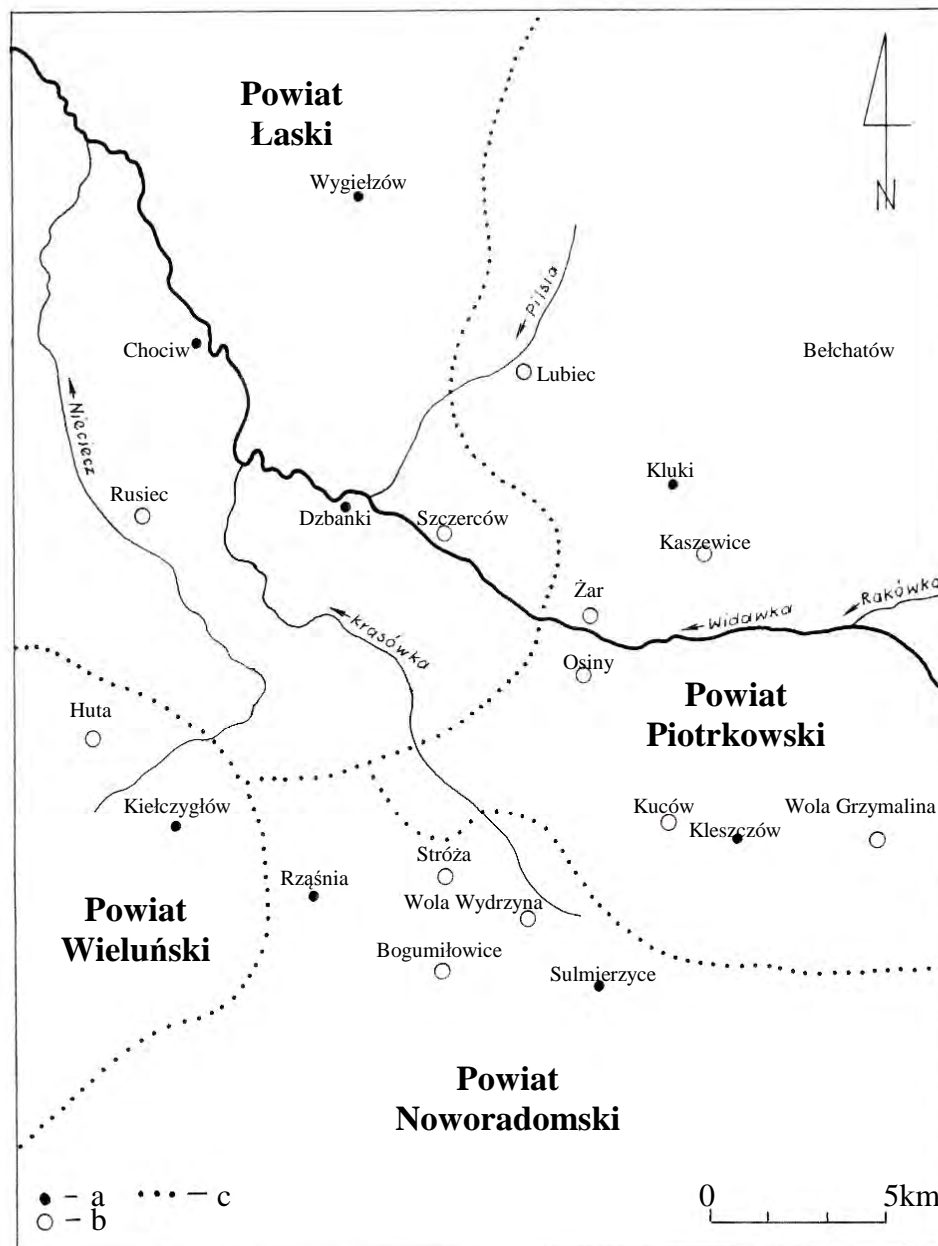 Powiat
Łaski
Wygiełzów
N
Pilsia
Chociw
Lubiec
Bełchatów
Nieciecz
Kluki
Rusiec
Dzbanki
Szczerców
Kaszewice
Żar
Rakówka
Widawka
Krasówka
Osiny
Powiat
Piotrkowski
Huta
Kiełczygłów
Kuców
Wola Grzymalina
Kleszczów
Stróża
Rząśnia
Wola Wydrzyna
Powiat
Wieluński
Bogumiłowice
Sulmierzyce
Powiat
Noworadomski
- a
- c
- b
0 5km